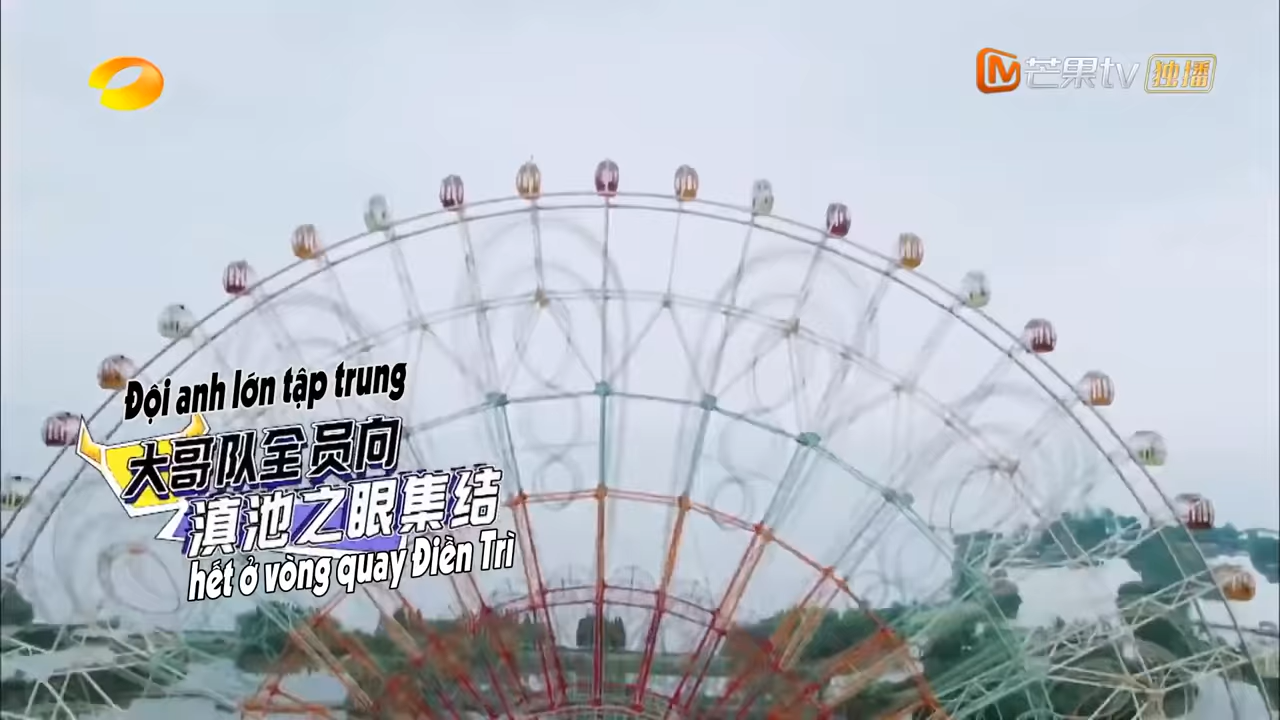 芒果tv 独播
Đội anh lớn tập trung
大哥队全员向
滇池之眼集结
hết ở vòng quay Điền Trì